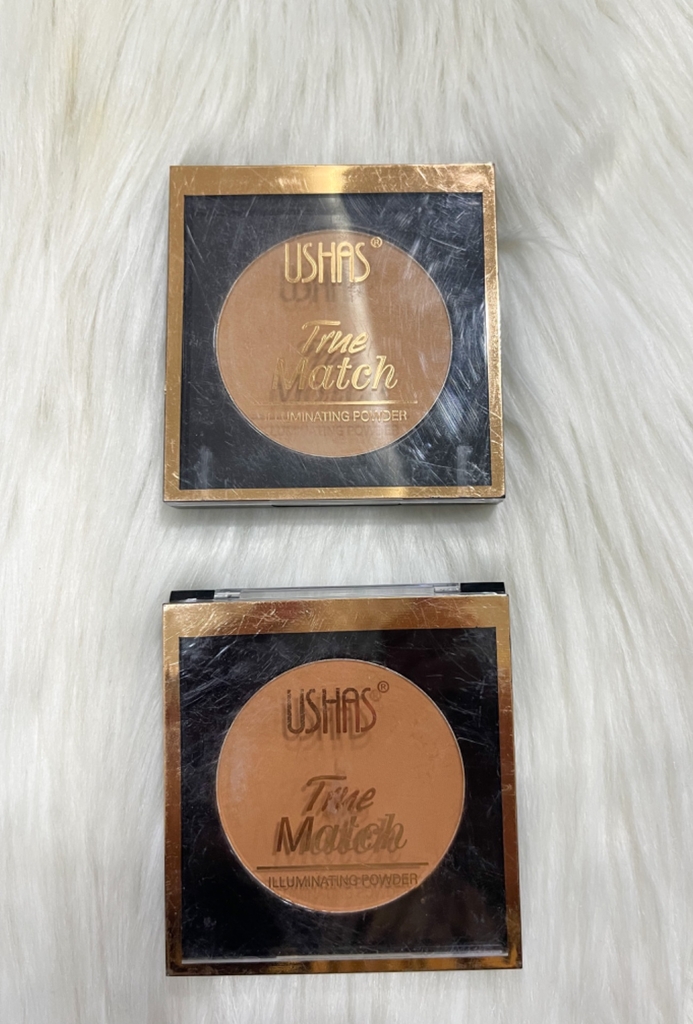 USHAS®
True
Match
ILLUMINATING POWDER
USHAS®
True
Match
ILLUMINATING POWDER